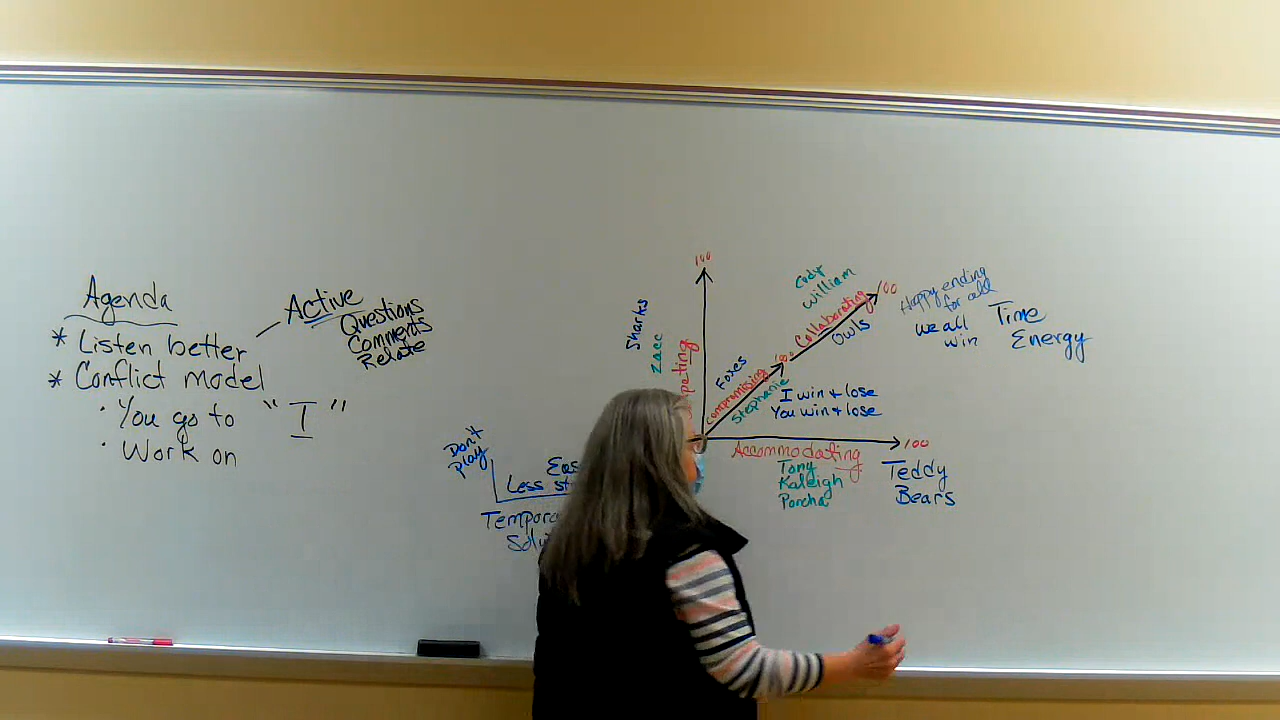 Agenda
* Listen better
* Conflict model
· You go to "I"
· Work on
Active
Questions
Comments
Relate
Don't
play
Less
100
Sharks
Zacc
Foxes
Compromising
Stephanie
Cody
William
Collaborating
100
Owls
Happy ending
for all
we all
win
Time
Energy
I win + lose
You win + lose
100
Accommodating
Tony
Kaleigh
Porcha
Teddy
Bears